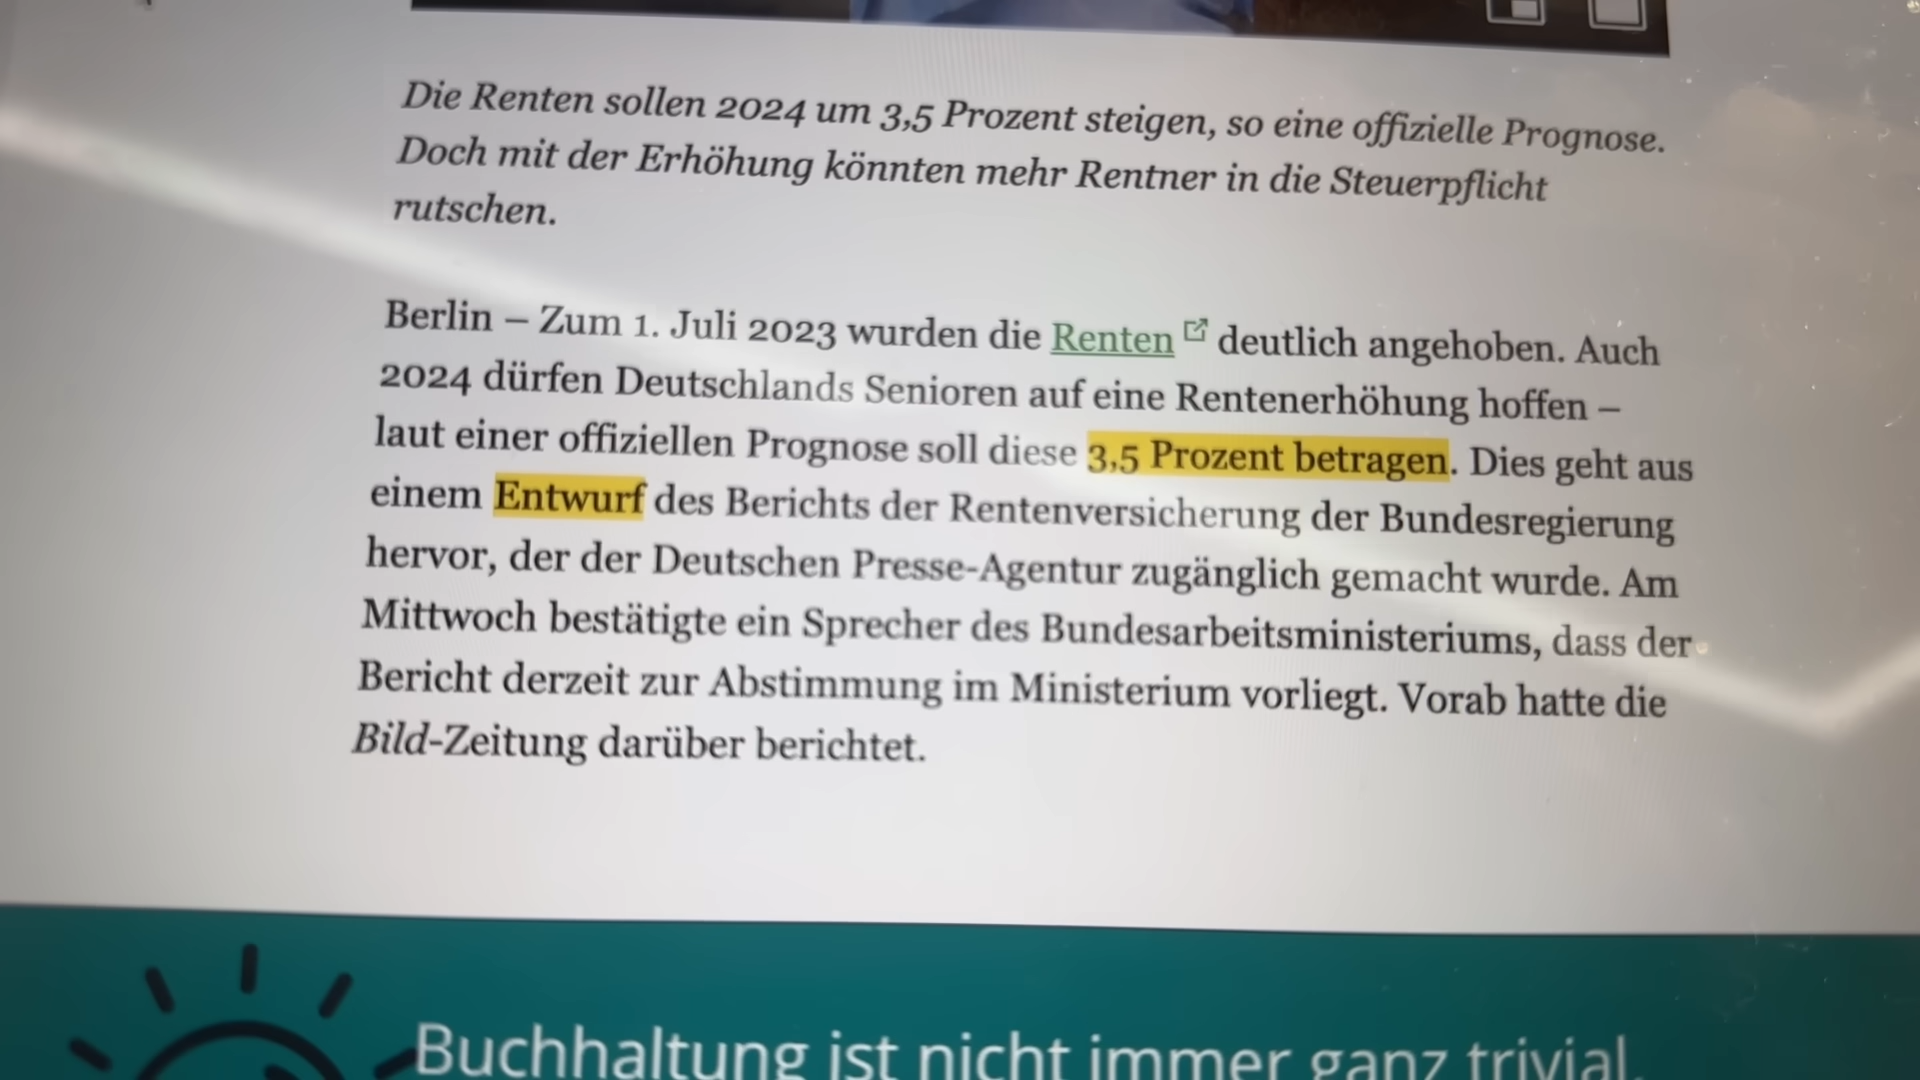 Die Renten sollen 2024 um 3,5 Prozent steigen, so eine offizielle Prognose.
Doch mit der Erhöhung könnten mehr Rentner in die Steuerpflicht
rutschen.
Berlin – Zum 1. Juli 2023 wurden die Renten deutlich angehoben. Auch
2024 dürfen Deutschlands Senioren auf eine Rentenerhöhung hoffen –
laut einer offiziellen Prognose soll diese 3,5 Prozent betragen. Dies geht aus
einem Entwurf des Berichts der Rentenversicherung der Bundesregierung
hervor, der der Deutschen Presse-Agentur zugänglich gemacht wurde. Am
Mittwoch bestätigte ein Sprecher des Bundesarbeitsministeriums, dass der
Bericht derzeit zur Abstimmung im Ministerium vorliegt. Vorab hatte die
Bild-Zeitung darüber berichtet.
Buchhaltung ist nicht immer ganz trivial.